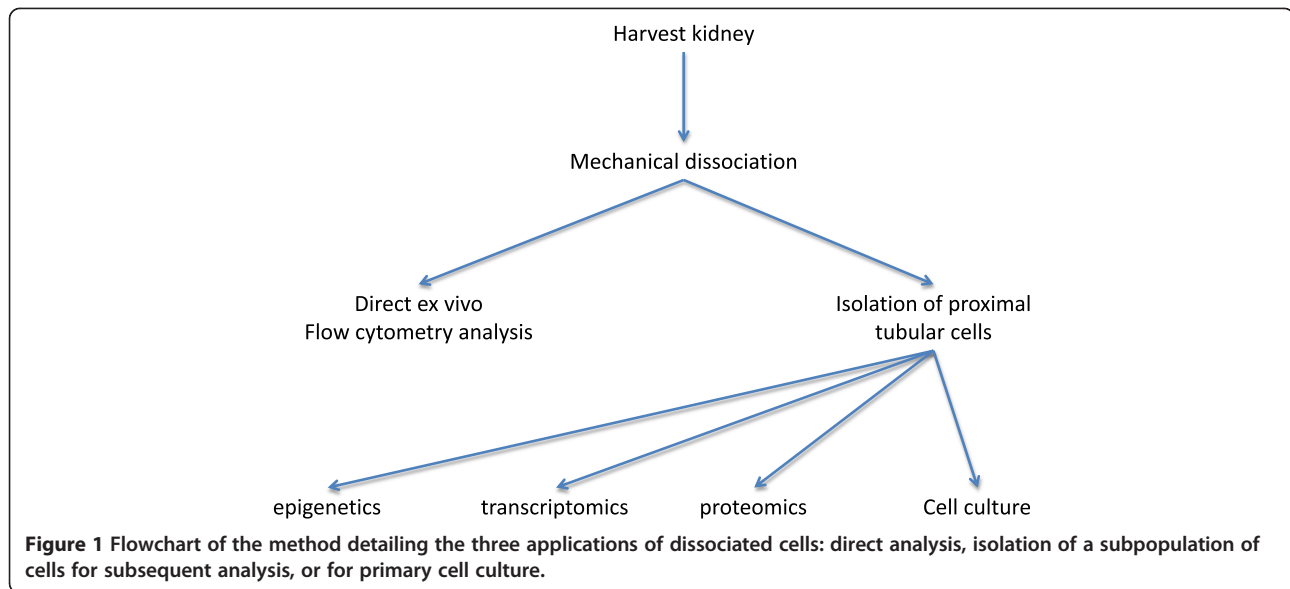 Harvest kidney
Mechanical dissociation
Direct ex vivo
Flow cytometry analysis
Isolation of proximal
tubular cells
epigenetics
transcriptomics
proteomics
Cell culture
Figure 1 Flowchart of the method detailing the three applications of dissociated cells: direct analysis, isolation of a subpopulation of
cells for subsequent analysis, or for primary cell culture.